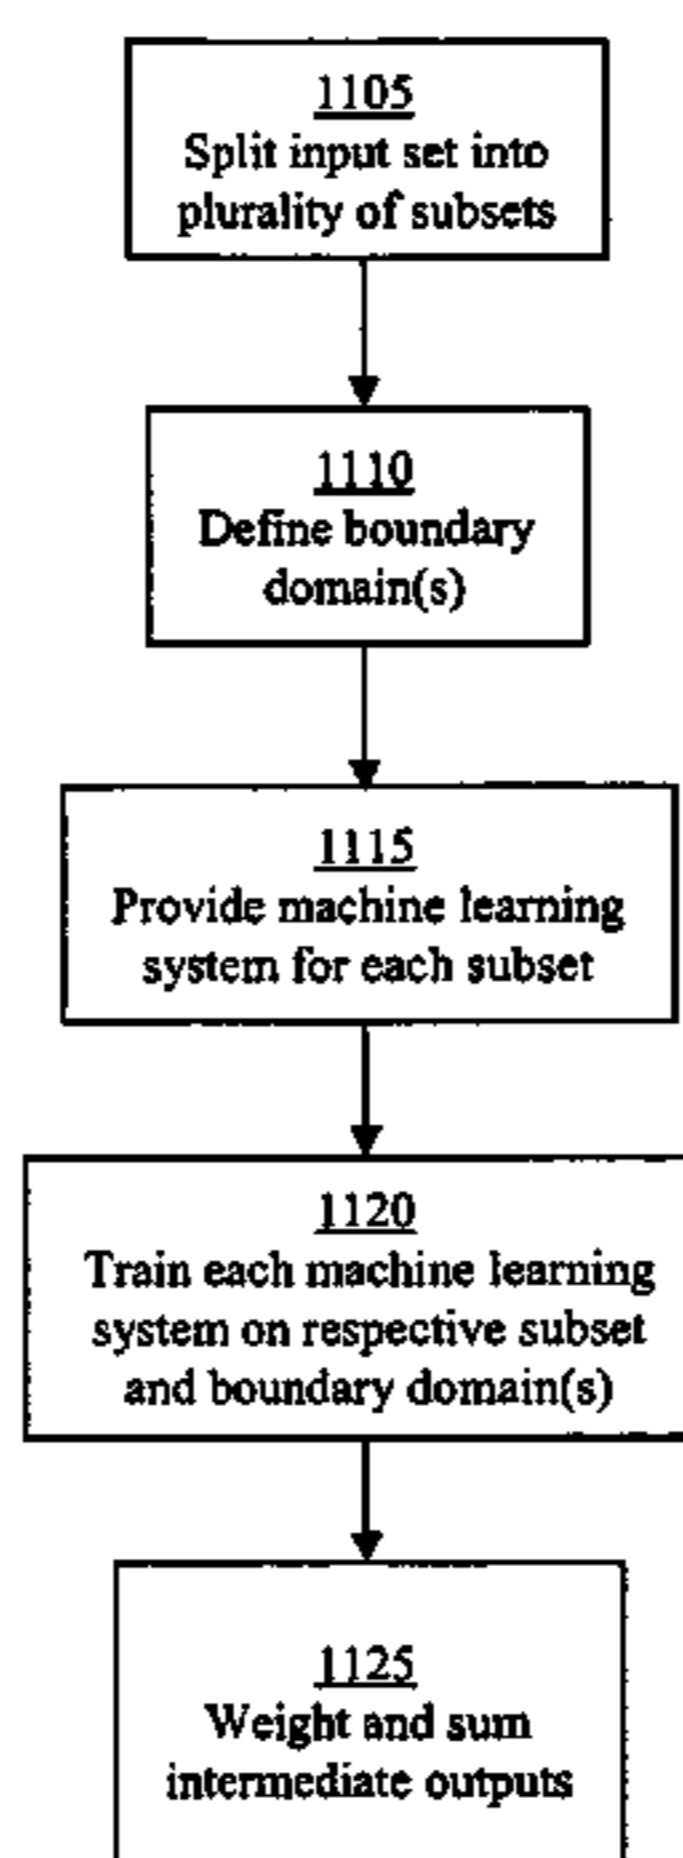 1105
Split input set into
plurality of subsets
1110
Define boundary
domain(s)
1115
Provide machine learning
system for each subset
1120
Train each machine learning
system on respective subset
and boundary domain(s)
1125
Weight and sum
intermediate outputs